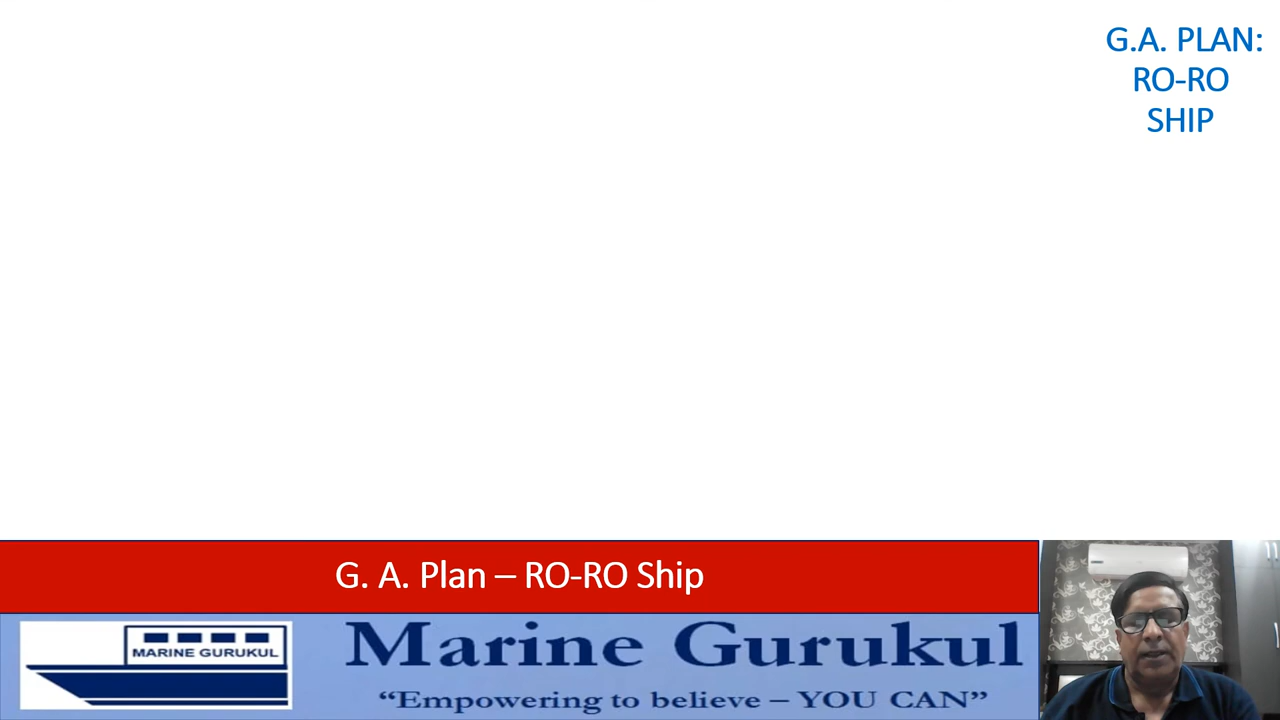 G.A. PLAN:
RO-RO
SHIP
G. A. Plan – RO-RO Ship
MARINE GURUKUL
Marine Gurukul
“Empowering to believe – YOU CAN”